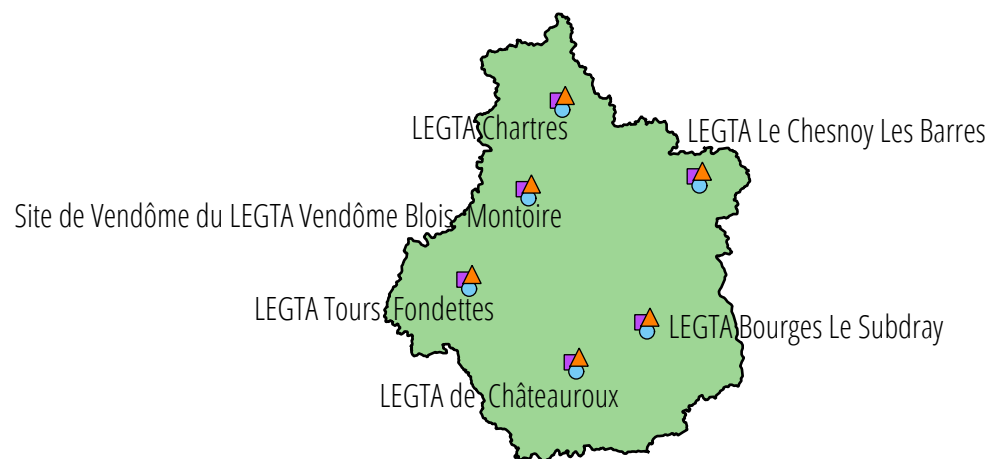 LEGTA Chartres
LEGTA Le Chesnoy Les Barres
Site de Vendôme du LEGTA Vendôme Blois Montoire
LEGTA Tours Fondettes
LEGTA Bourges Le Subdray
LEGTA de Châteauroux